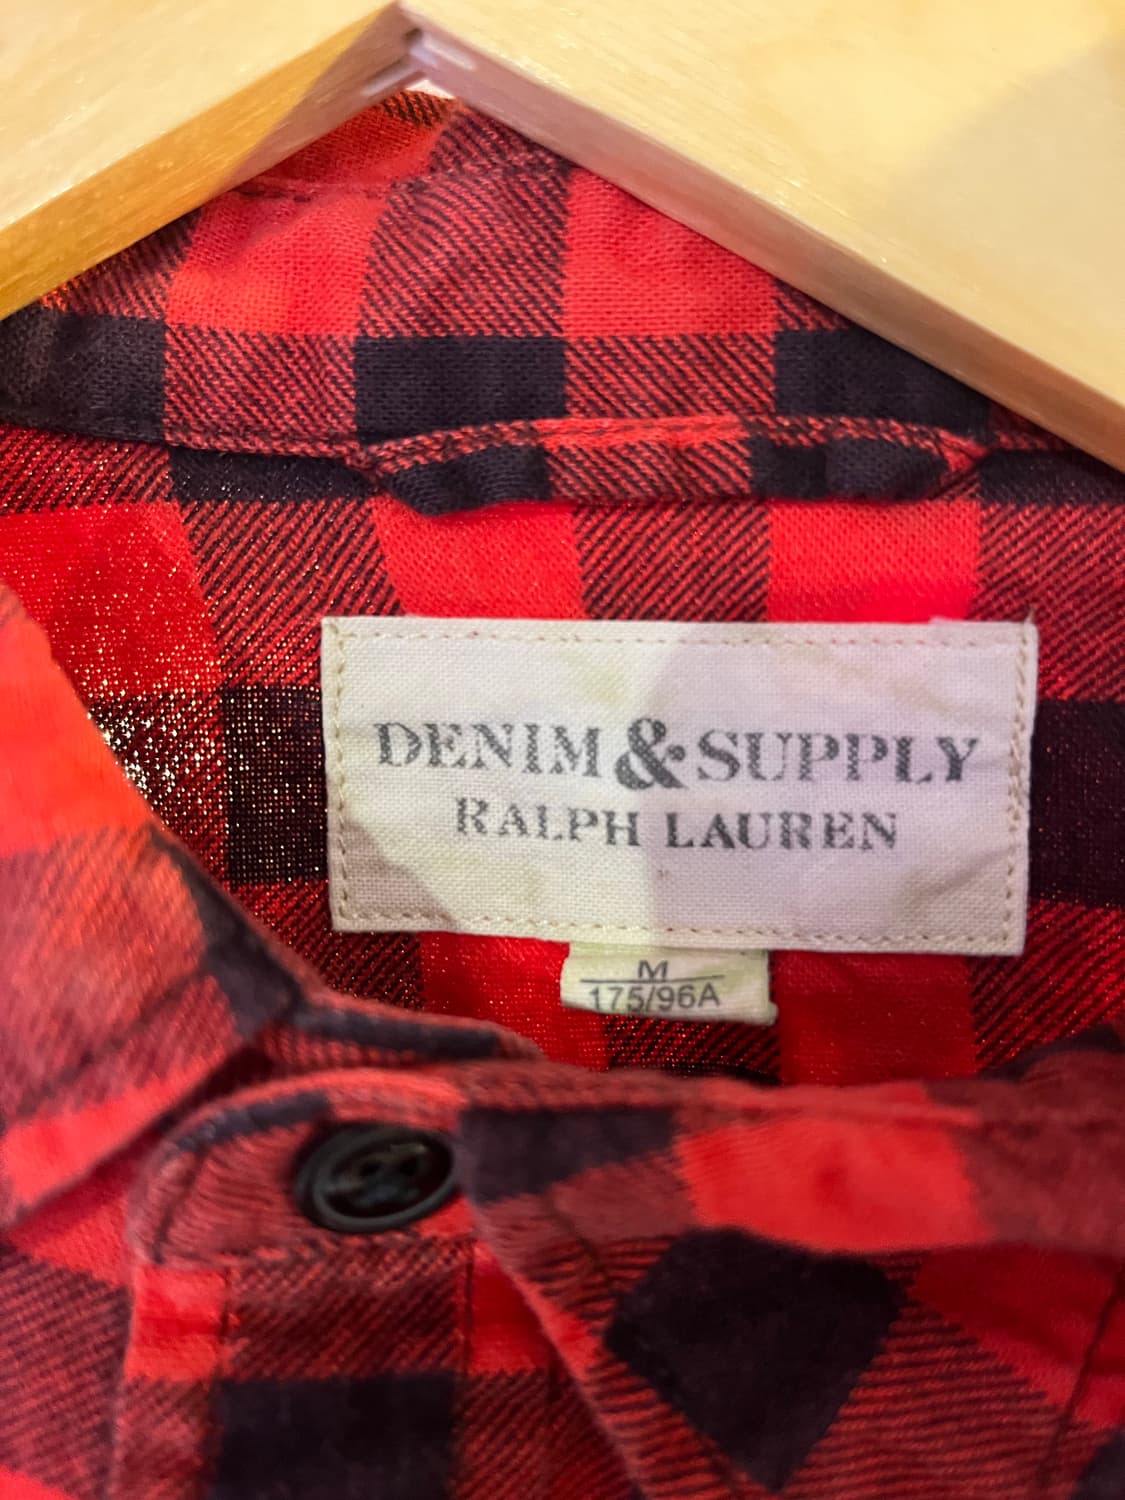 DENIM & SUPPLY
RALPH LAUREN
M
175/96A